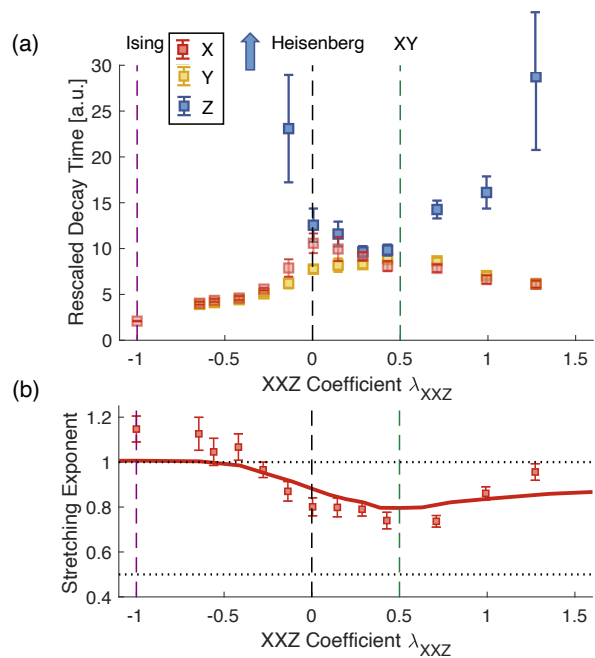 (a)
Ising
Heisenberg
XY
X
Y
Z
Rescaled Decay Time [a.u.]
30
25
20
15
10
5
0
-1 -0.5 0 0.5 1 1.5
XXZ Coefficient λXXZ
(b)
Stretching Exponent
1.2
1
0.8
0.6
0.4
-1 -0.5 0 0.5 1 1.5
XXZ Coefficient λXXZ